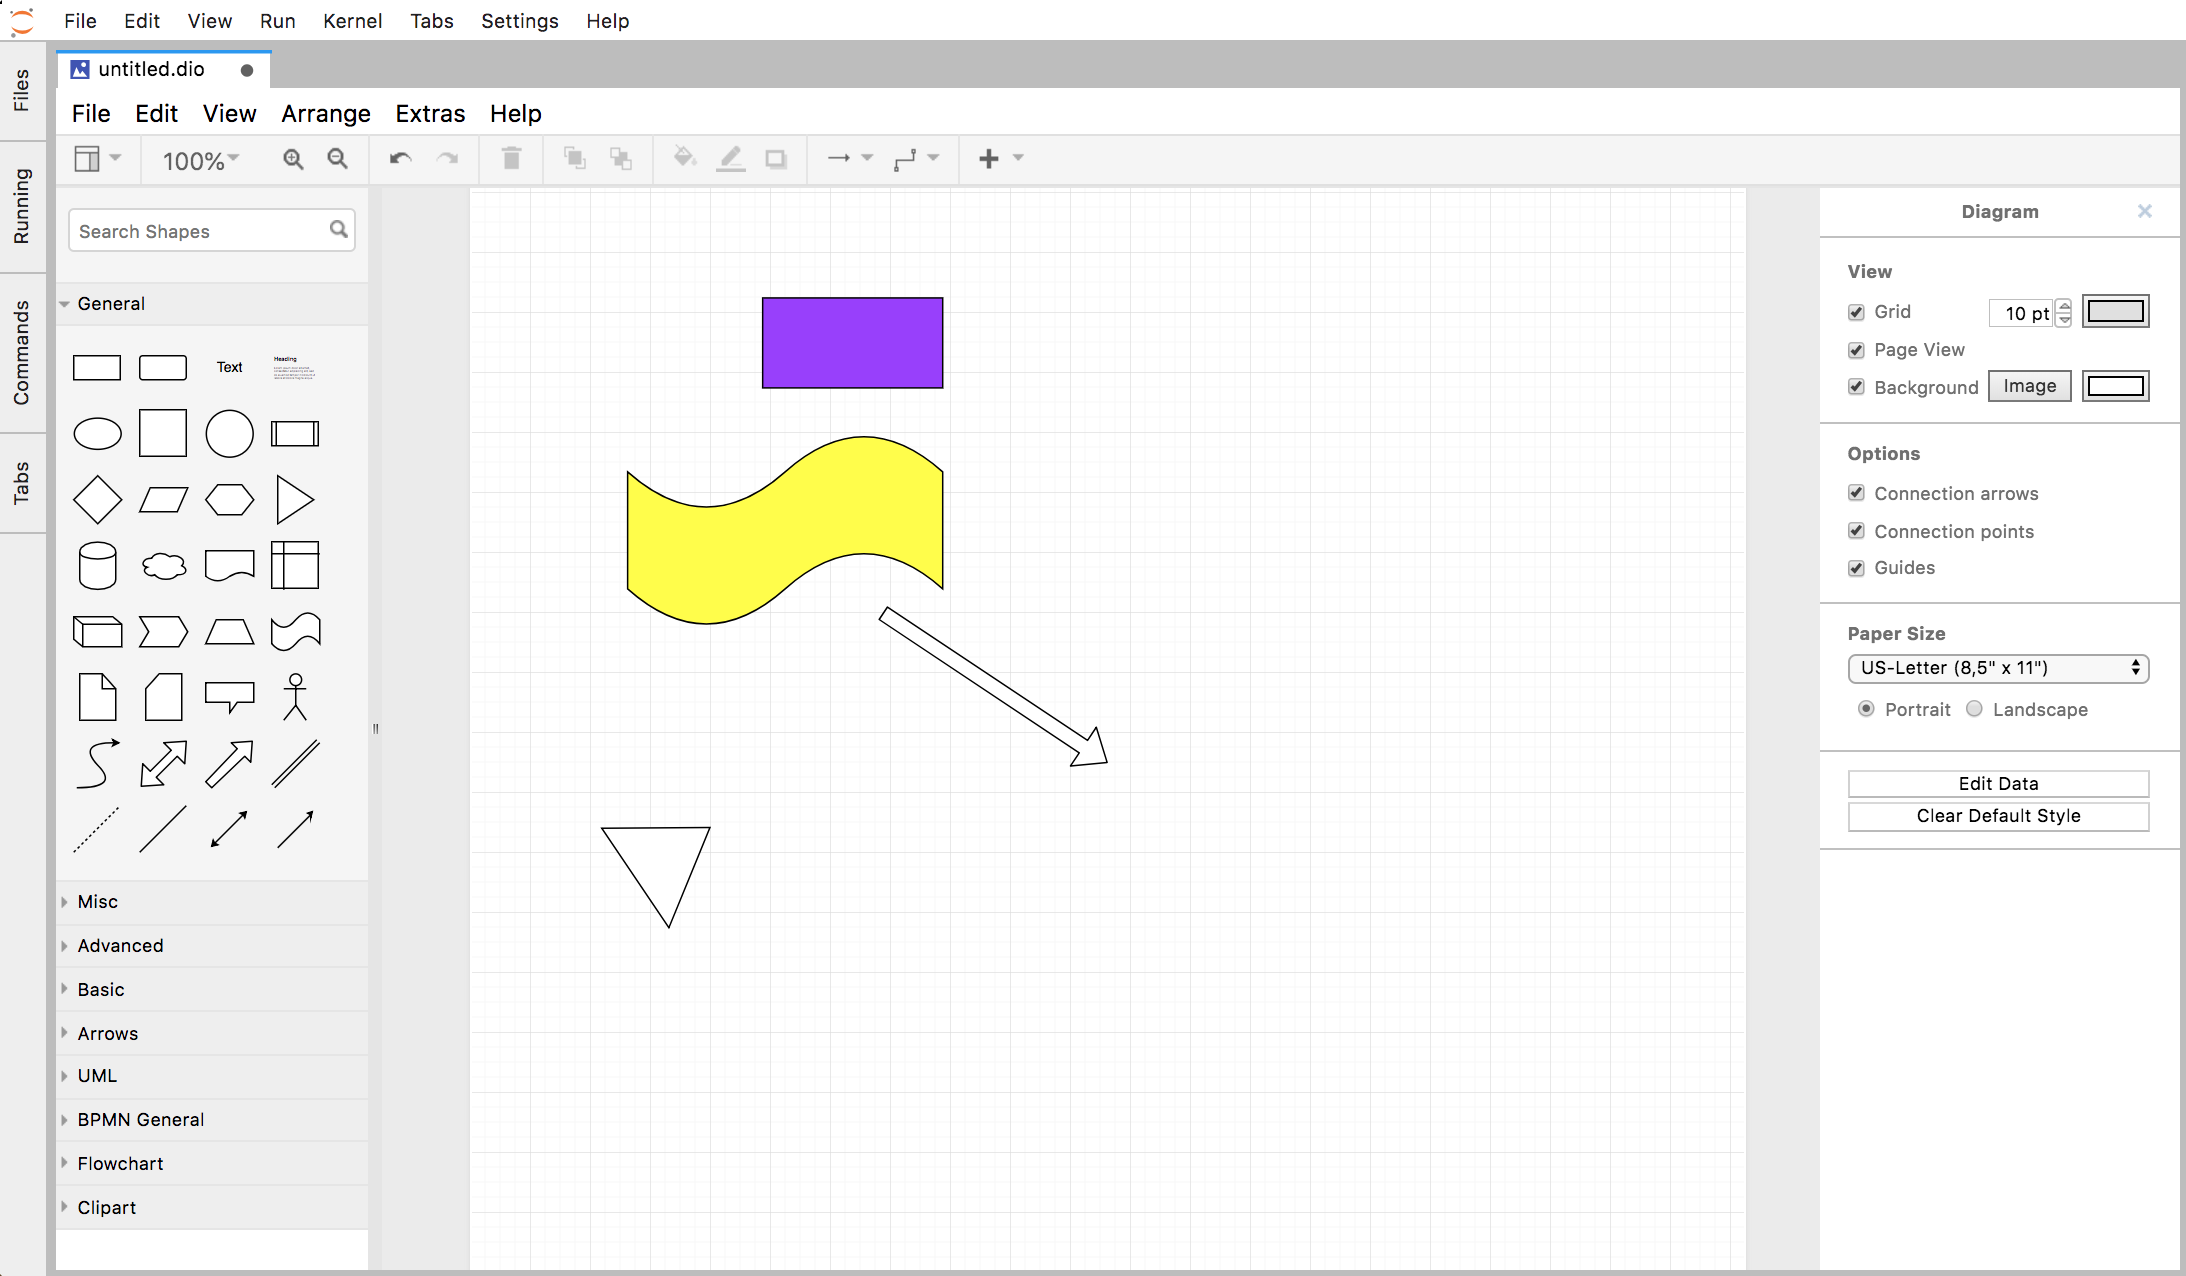 File Edit View Run Kernel Tabs Settings Help
Files
Running
Commands
Tabs
untitled.dio
File Edit View Arrange Extras Help
100%
Search Shapes
General
Text
Heading
Misc
Advanced
Basic
Arrows
UML
BPMN General
Flowchart
Clipart
Diagram
View
Grid 10 pt
Page View
Background Image
Options
Connection arrows
Connection points
Guides
Paper Size
US-Letter (8,5" x 11")
Portrait Landscape
Edit Data
Clear Default Style